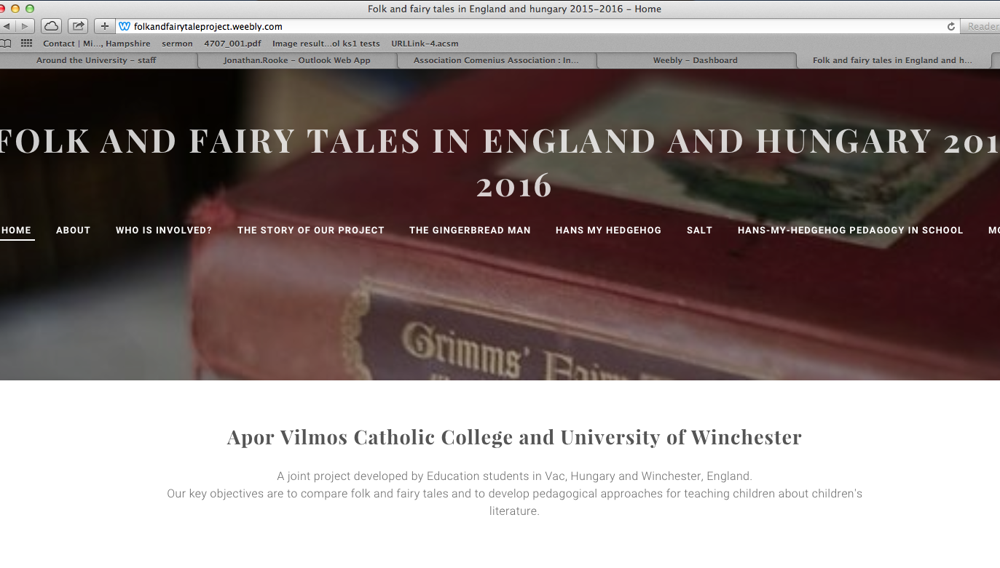 Folk and fairy tales in England and hungary 2015-2016 - Home
folkandfairytaleproject.weebly.com
Reader
Contact | Mi..., Hampshire sermon 4707_001.pdf Image result...ol ks1 tests URLLink-4.acsm
Around the University - staff Jonathan.Rooke - Outlook Web App Association Comenius Association : In... Weebly - Dashboard Folk and fairy tales in England and h...
FOLK AND FAIRY TALES IN ENGLAND AND HUNGARY 201
2016
HOME ABOUT WHO IS INVOLVED? THE STORY OF OUR PROJECT THE GINGERBREAD MAN HANS MY HEDGEHOG SALT HANS-MY-HEDGEHOG PEDAGOGY IN SCHOOL MO
Grimms' Fairy
Apor Vilmos Catholic College and University of Winchester
A joint project developed by Education students in Vac, Hungary and Winchester, England.
Our key objectives are to compare folk and fairy tales and to develop pedagogical approaches for teaching children about children's
literature.